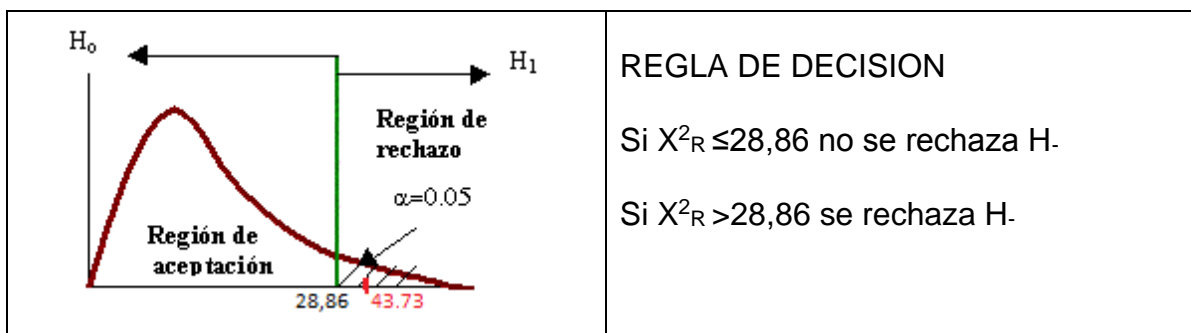 H₀
H₁
Región de
rechazo
α=0.05
Región de
aceptación
28,86
43.73
REGLA DE DECISION
Si X²R ≤28,86 no se rechaza H-
Si X²R >28,86 se rechaza H-